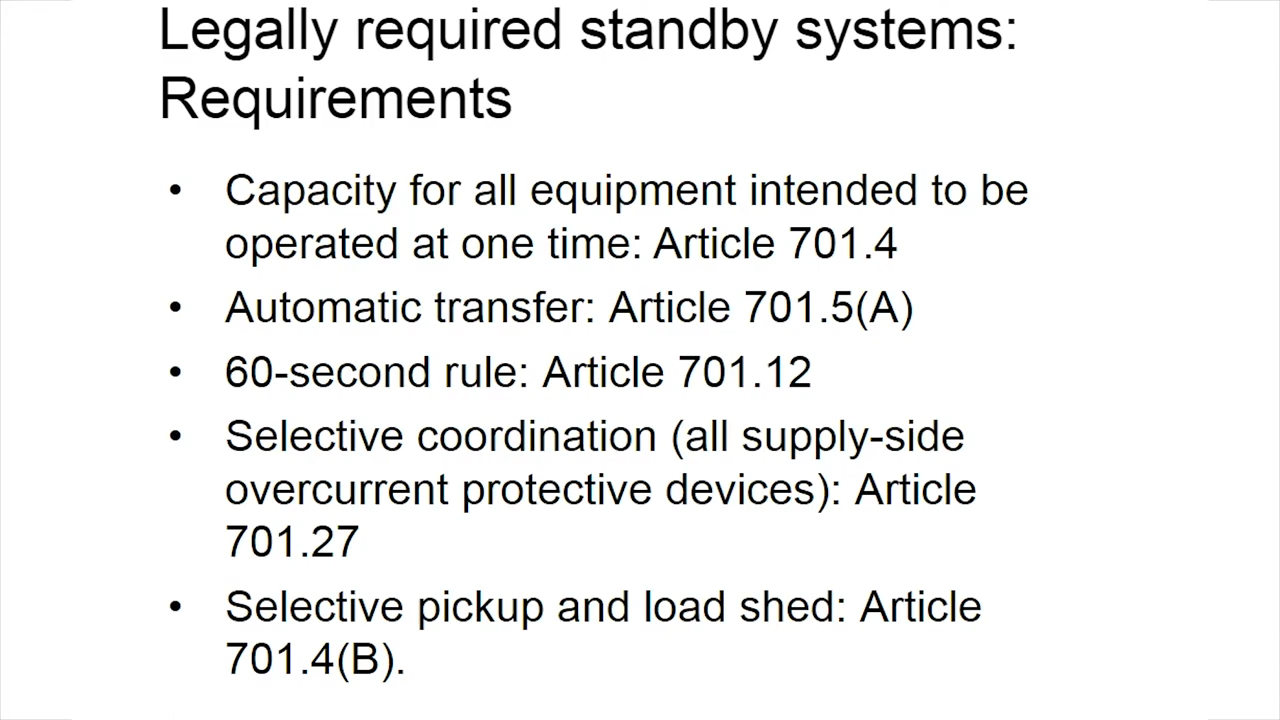 Legally required standby systems:
Requirements
• Capacity for all equipment intended to be
operated at one time: Article 701.4
• Automatic transfer: Article 701.5(A)
• 60-second rule: Article 701.12
• Selective coordination (all supply-side
overcurrent protective devices): Article
701.27
• Selective pickup and load shed: Article
701.4(B).